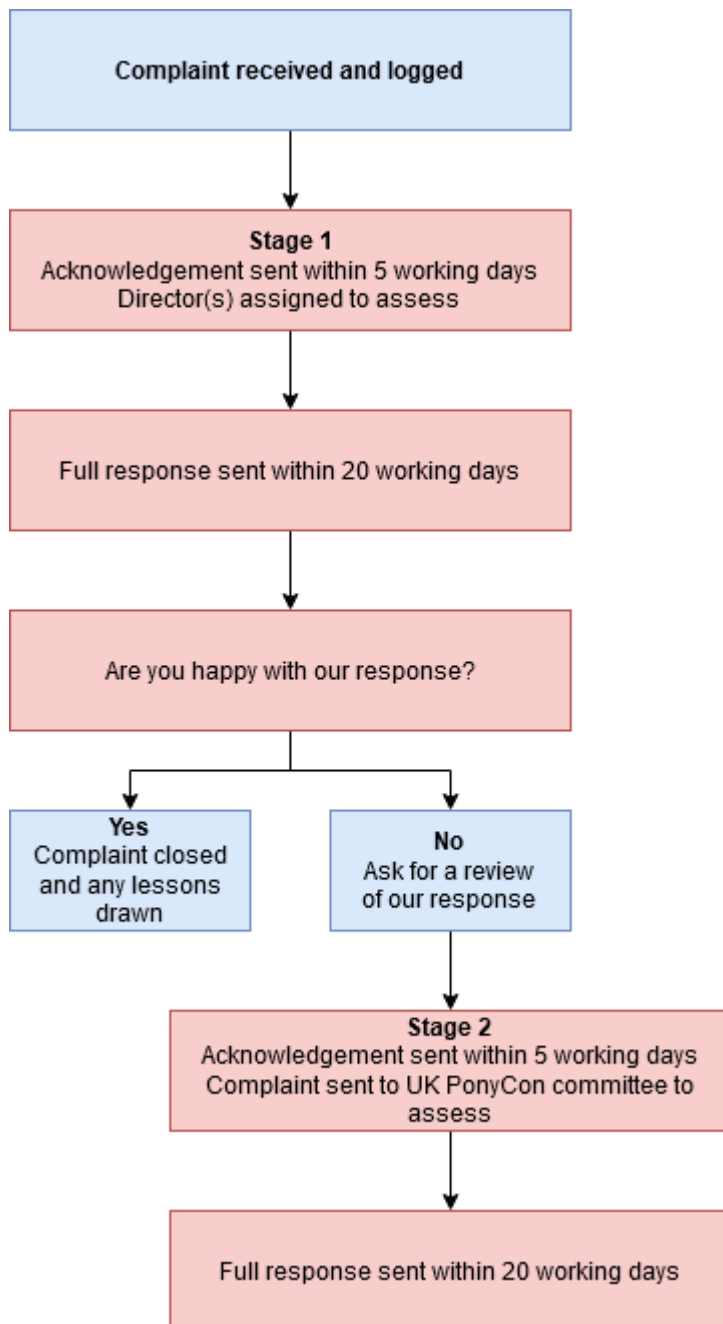 Complaint received and logged
Stage 1
Acknowledgement sent within 5 working days
Director(s) assigned to assess
Full response sent within 20 working days
Are you happy with our response?
Yes
Complaint closed
and any lessons
drawn
No
Ask for a review
of our response
Stage 2
Acknowledgement sent within 5 working days
Complaint sent to UK PonyCon committee to
assess
Full response sent within 20 working days